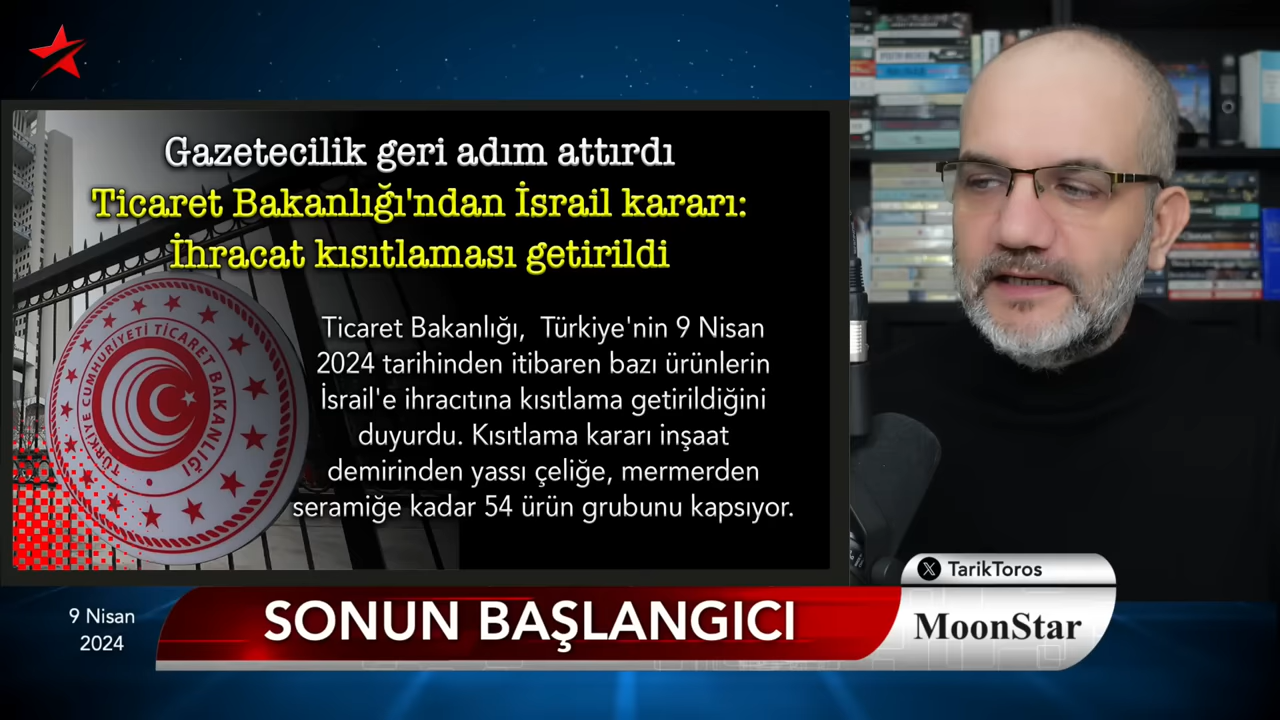 Gazetecilik geri adım attırdı
Ticaret Bakanlığı'ndan İsrail kararı:
İhracat kısıtlaması getirildi
TÜRKİYE CUMHURİYETİ TİCARET BAKANLIĞI
Ticaret Bakanlığı, Türkiye'nin 9 Nisan
2024 tarihinden itibaren bazı ürünlerin
İsrail'e ihracıtına kısıtlama getirildiğini
duyurdu. Kısıtlama kararı inşaat
demirinden yassı çeliğe, mermerden
seramiğe kadar 54 ürün grubunu kapsıyor.
TarikToros
9 Nisan
2024
SONUN BAŞLANGICI
MoonStar